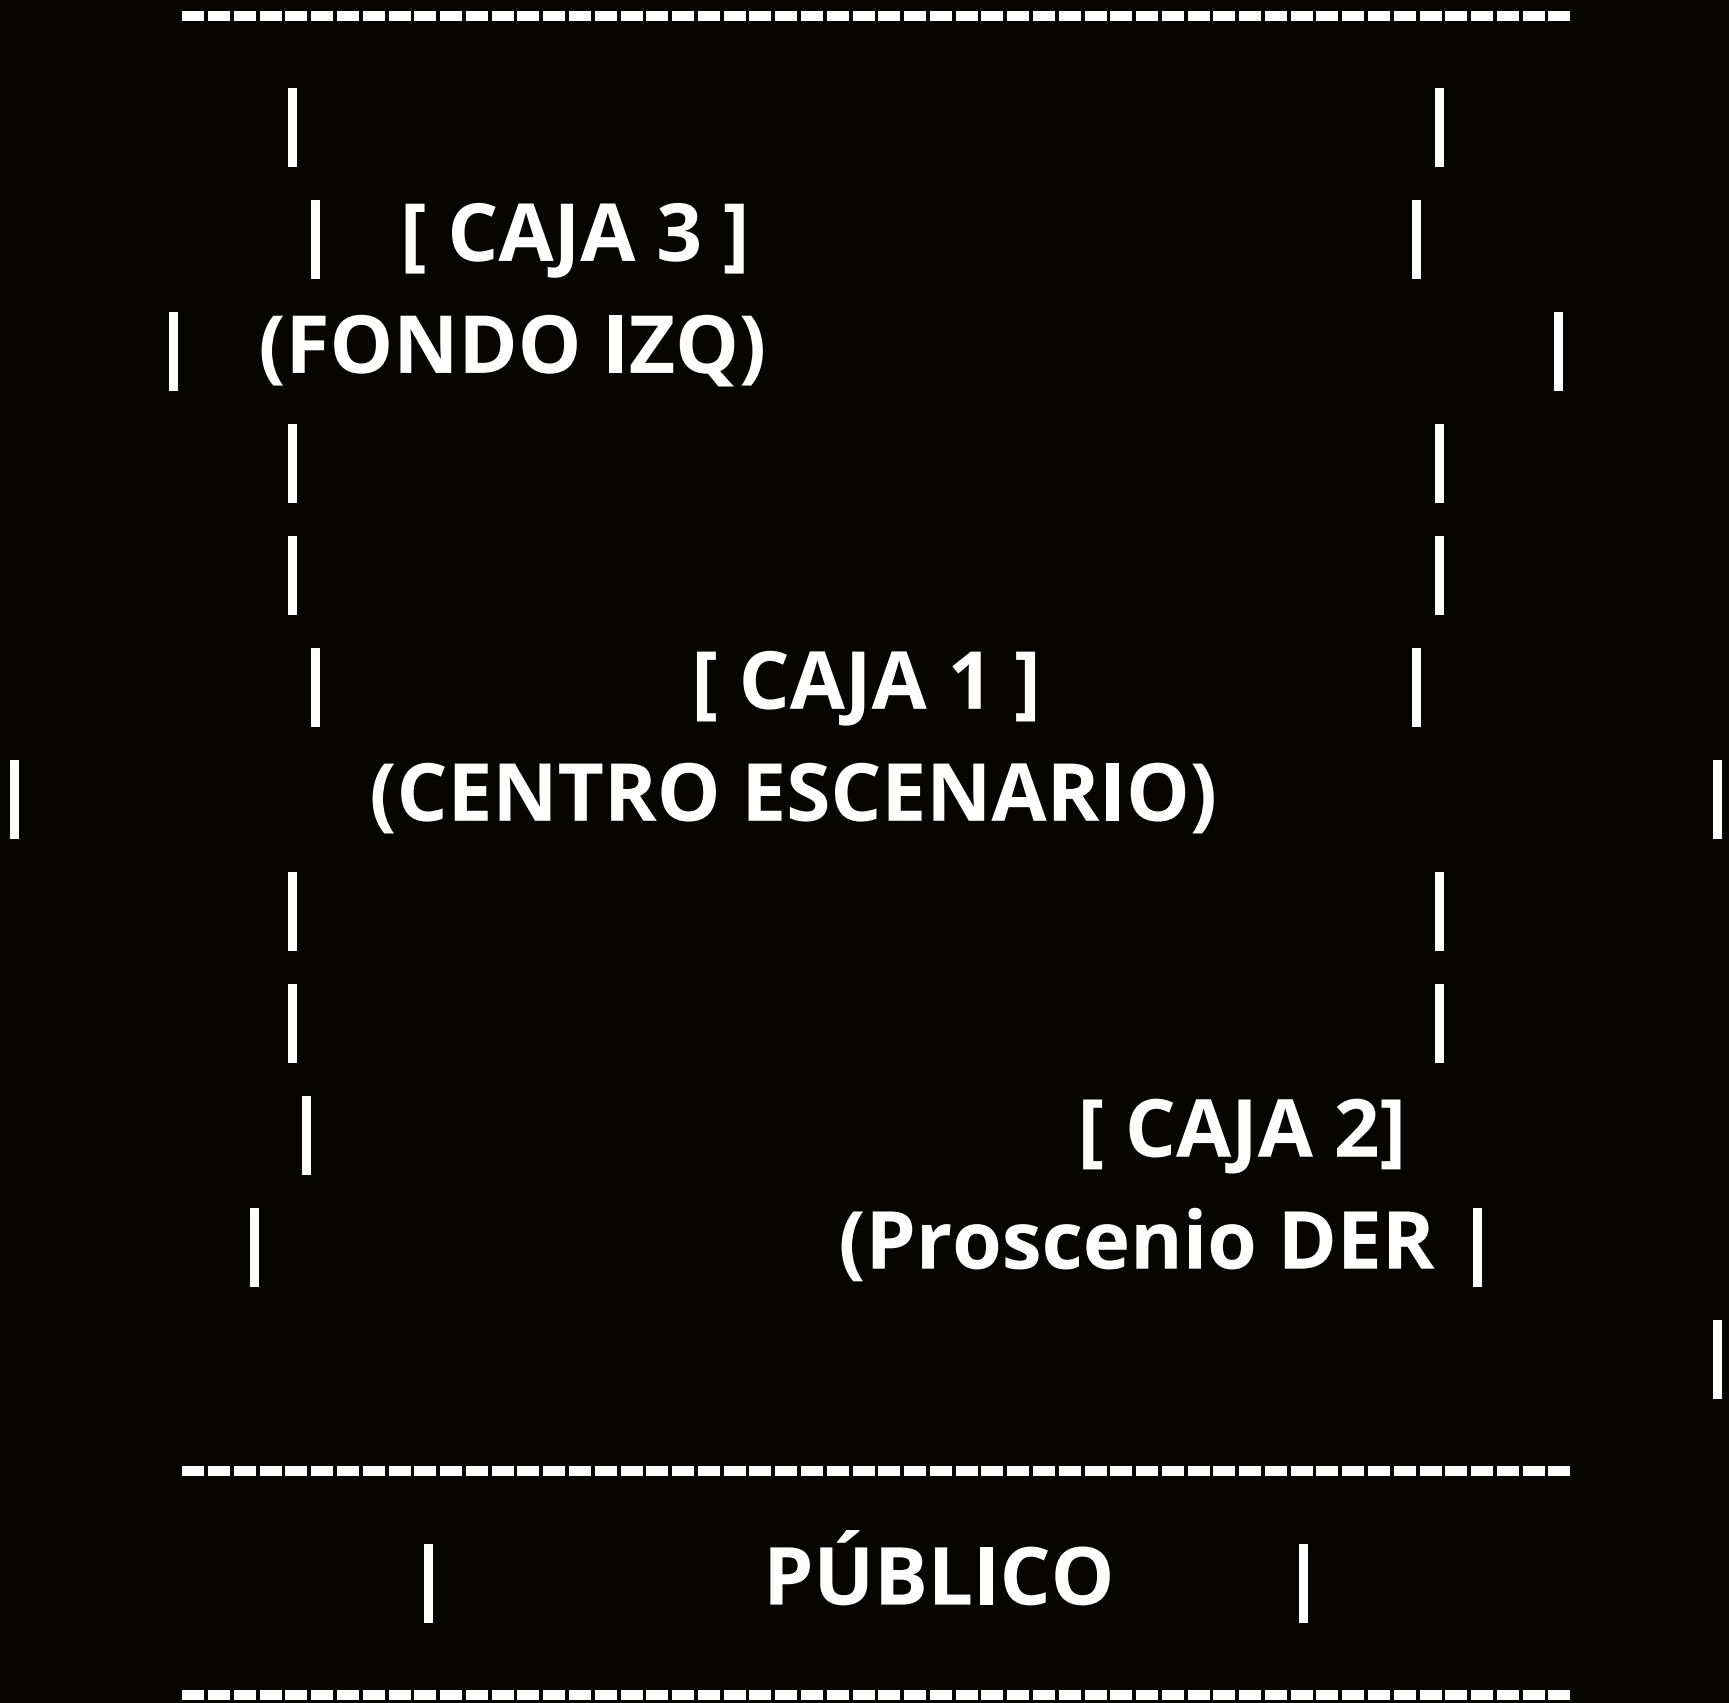 ------------------------------------------------------
| |
| [ CAJA 3 ] |
| (FONDO IZQ) |
| |
| |
| [ CAJA 1 ] |
| (CENTRO ESCENARIO) |
| |
| |
| [ CAJA 2]
| (Proscenio DER |
|
------------------------------------------------------
| PÚBLICO |
------------------------------------------------------